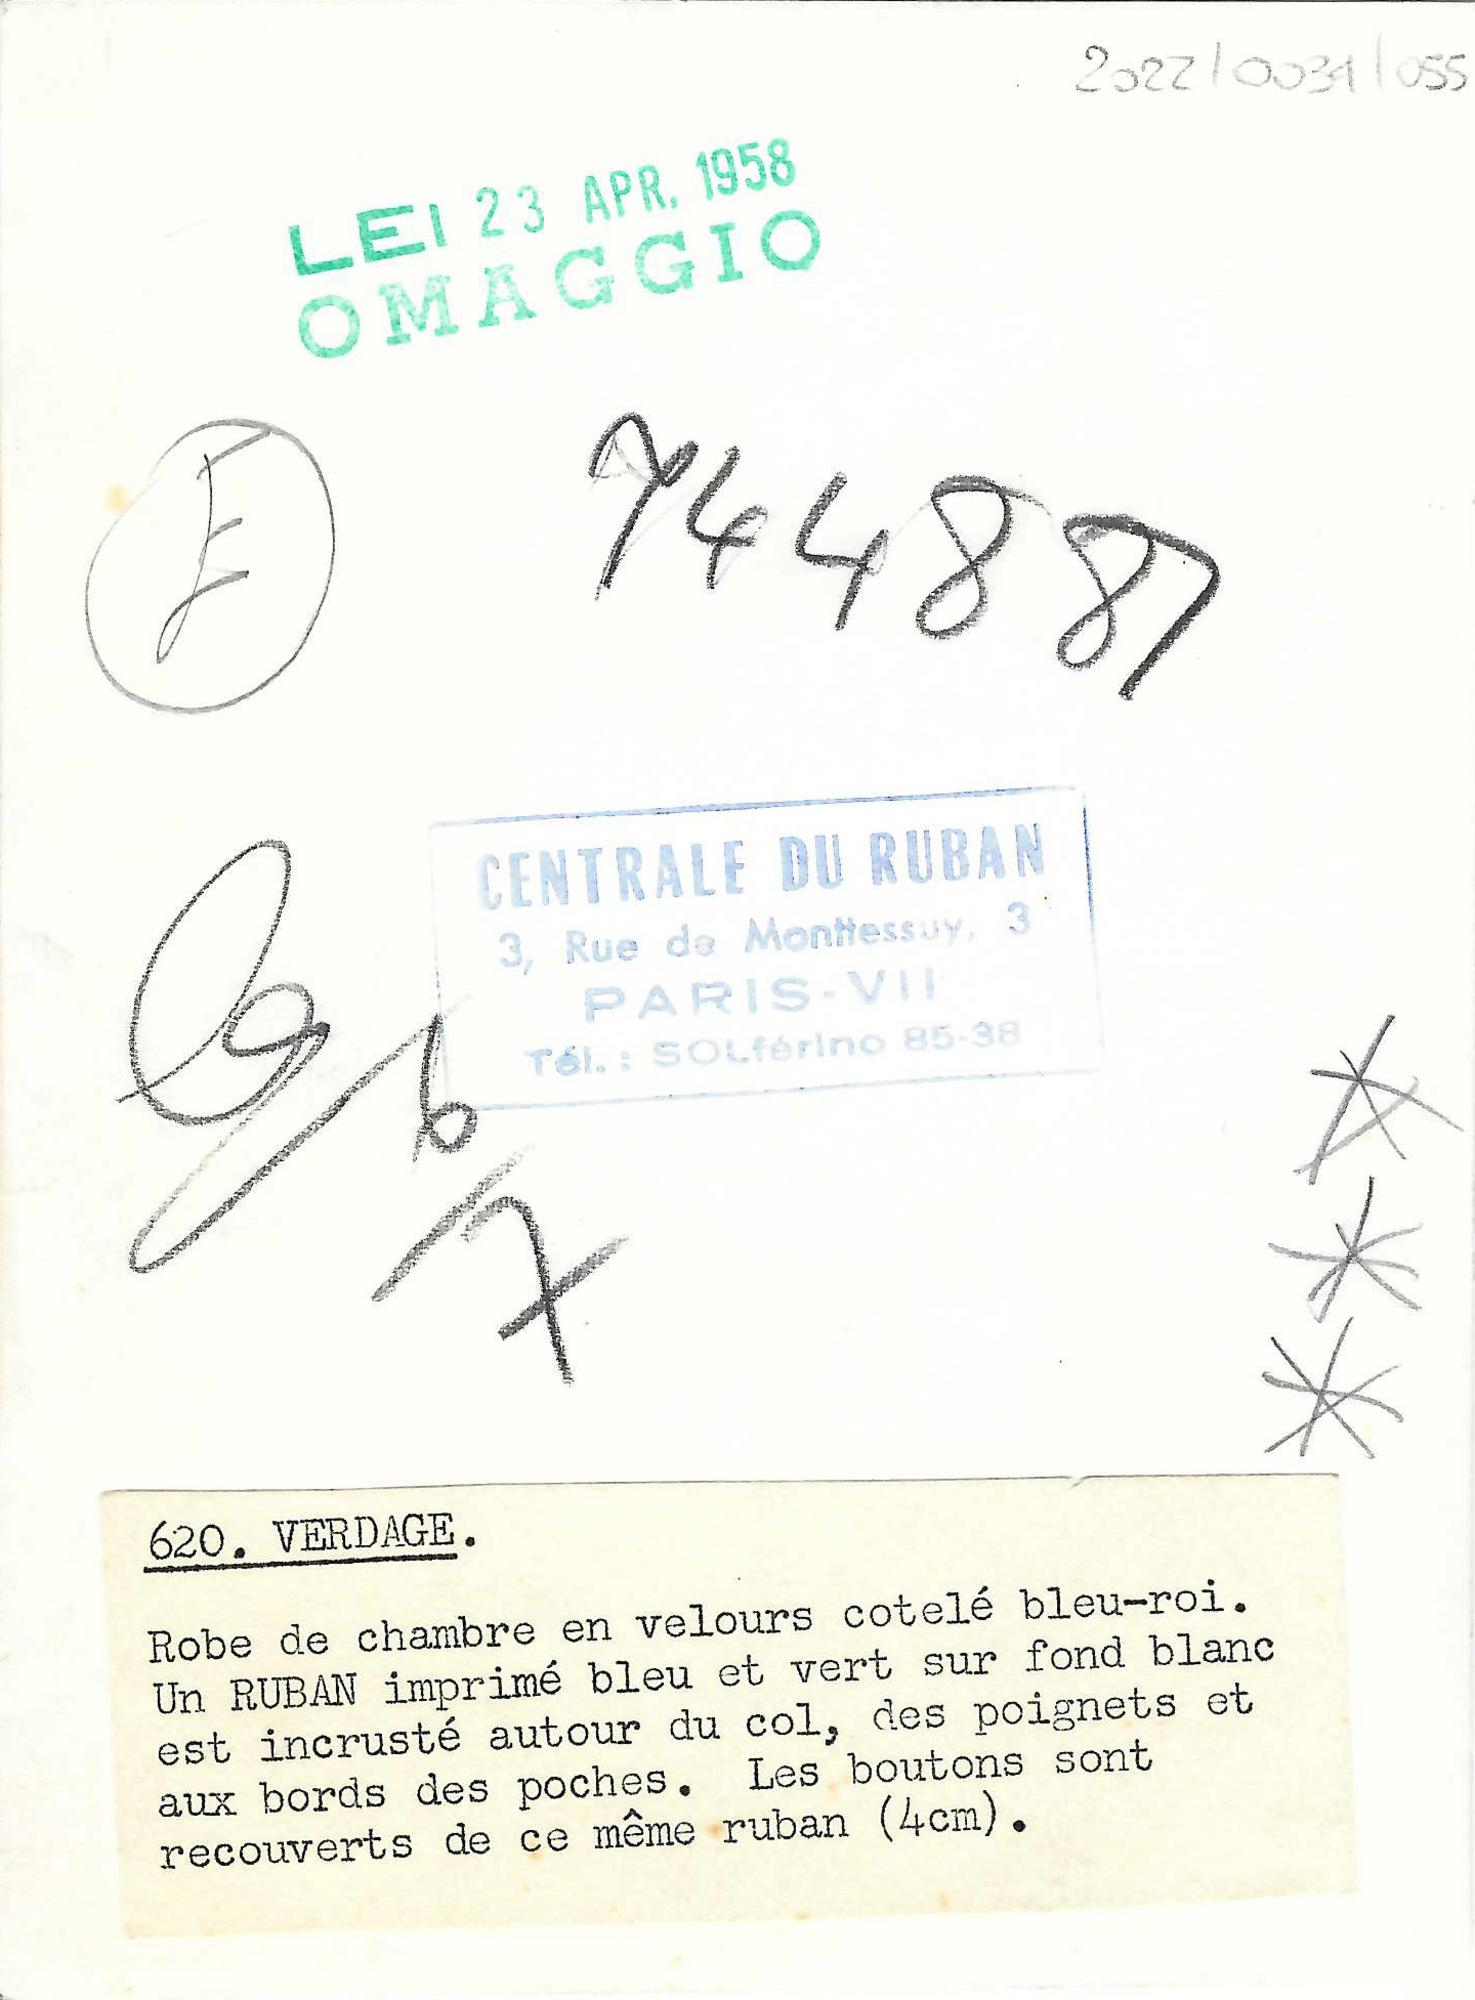 2022/0034/055
LEI 23 APR. 1958
OMAGGIO
E
CENTRALE DU RUBAN
3, Rue de Monttessuy, 3
PARIS-VII
Tél. : SOLférino 85-38
620. VERDAGE.
Robe de chambre en velours cotelé bleu-roi.
Un RUBAN imprimé bleu et vert sur fond blanc
est incrusté autour du col, des poignets et
aux bords des poches. Les boutons sont
recouverts de ce même ruban (4cm).